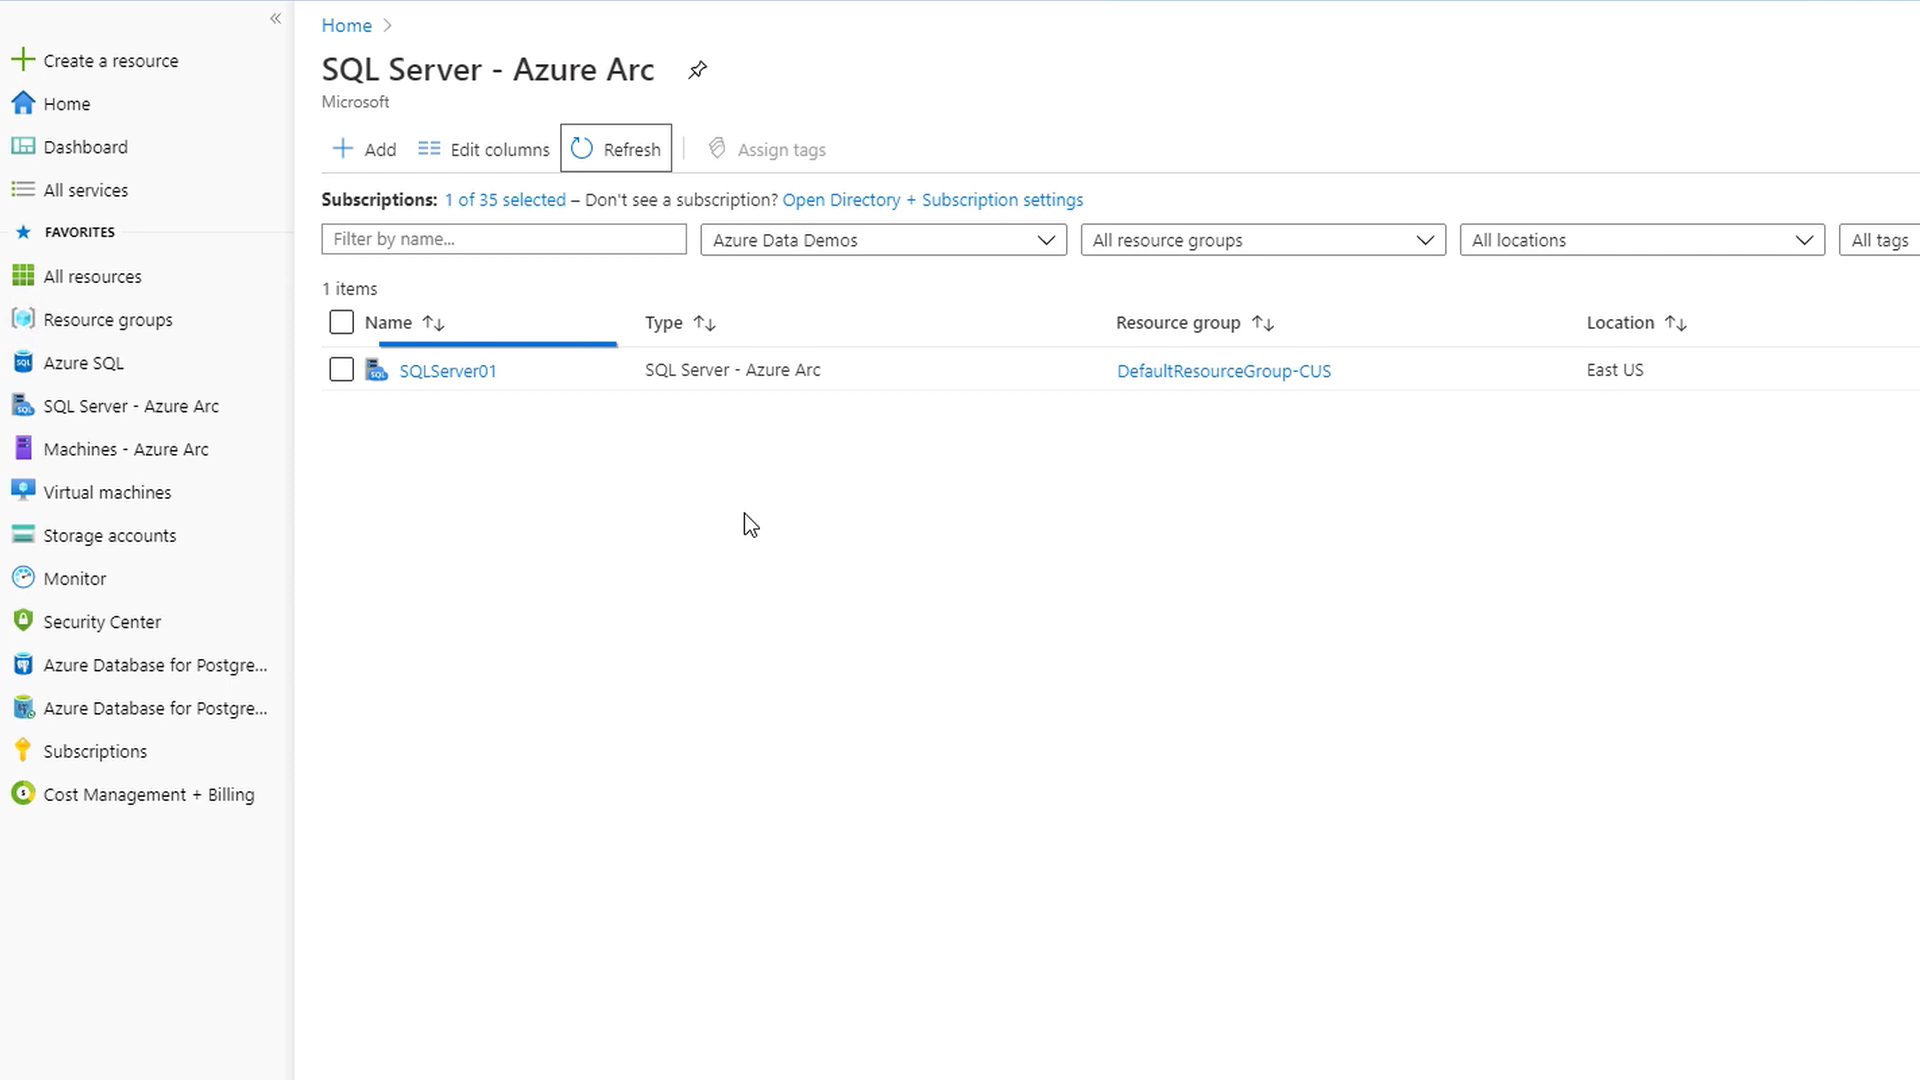 Create a resource
Home
Dashboard
All services
FAVORITES
All resources
Resource groups
Azure SQL
SQL Server - Azure Arc
Machines - Azure Arc
Virtual machines
Storage accounts
Monitor
Security Center
Azure Database for Postgre...
Azure Database for Postgre...
Subscriptions
Cost Management + Billing
Home
SQL Server - Azure Arc
Microsoft
Add Edit columns Refresh Assign tags
Subscriptions: 1 of 35 selected – Don't see a subscription? Open Directory + Subscription settings
Filter by name... Azure Data Demos All resource groups All locations All tags
1 items
Name Type Resource group Location
SQLServer01 SQL Server - Azure Arc DefaultResourceGroup-CUS East US